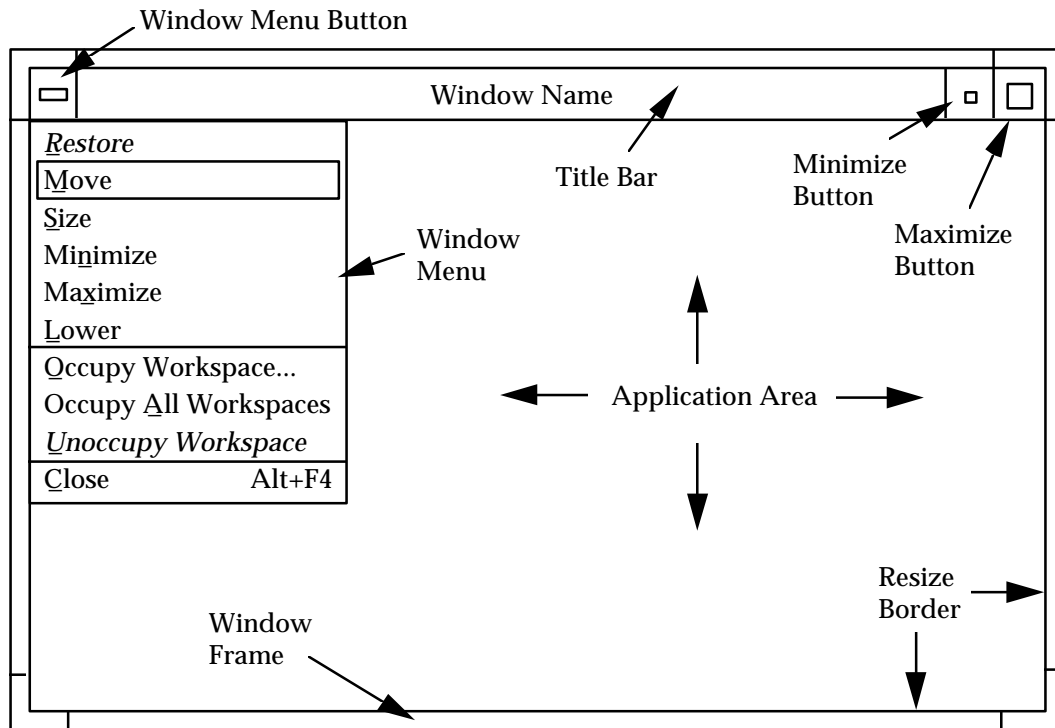 Window Menu Button
Window Name
Title Bar
Minimize
Button
Maximize
Button
Restore
Move
Size
Minimize
Maximize
Lower
Occupy Workspace...
Occupy All Workspaces
Unoccupy Workspace
Close Alt+F4
Window
Menu
Application Area
Resize
Border
Window
Frame